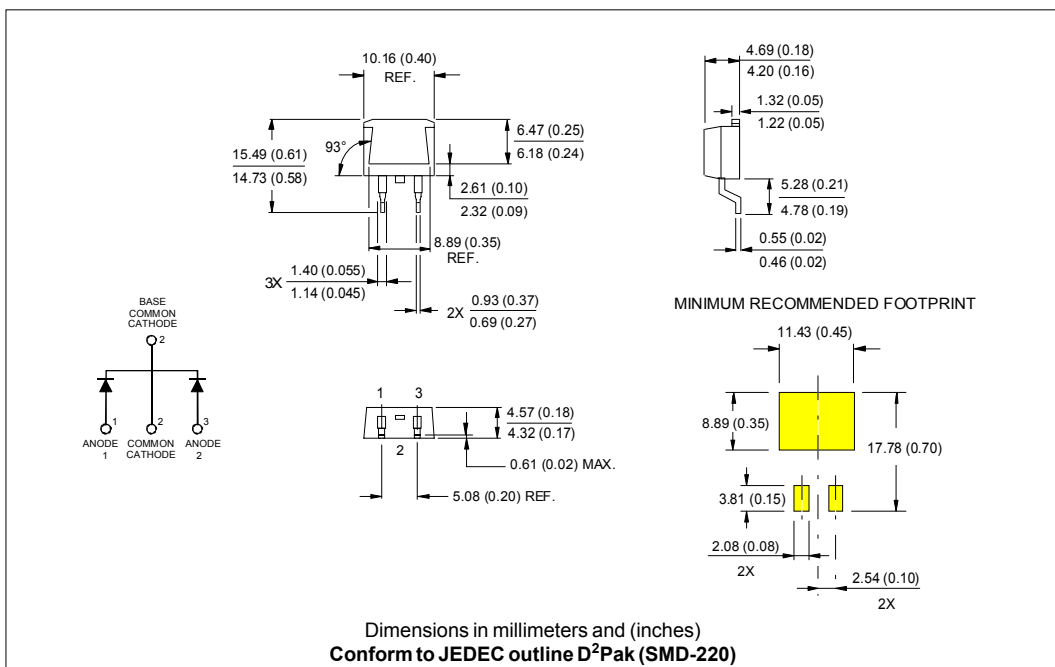 10.16 (0.40)
REF.
15.49 (0.61)
14.73 (0.58)
93°
6.47 (0.25)
6.18 (0.24)
2.61 (0.10)
2.32 (0.09)
8.89 (0.35)
REF.
3X
1.40 (0.055)
1.14 (0.045)
2X
0.93 (0.37)
0.69 (0.27)
4.69 (0.18)
4.20 (0.16)
1.32 (0.05)
1.22 (0.05)
5.28 (0.21)
4.78 (0.19)
0.55 (0.02)
0.46 (0.02)
BASE
COMMON
CATHODE
2
1
2
3
ANODE
1
COMMON
CATHODE
ANODE
2
1
3
2
4.57 (0.18)
4.32 (0.17)
0.61 (0.02) MAX.
5.08 (0.20) REF.
MINIMUM RECOMMENDED FOOTPRINT
11.43 (0.45)
8.89 (0.35)
17.78 (0.70)
3.81 (0.15)
2.08 (0.08)
2X
2.54 (0.10)
2X
Dimensions in millimeters and (inches)
Conform to JEDEC outline D²Pak (SMD-220)